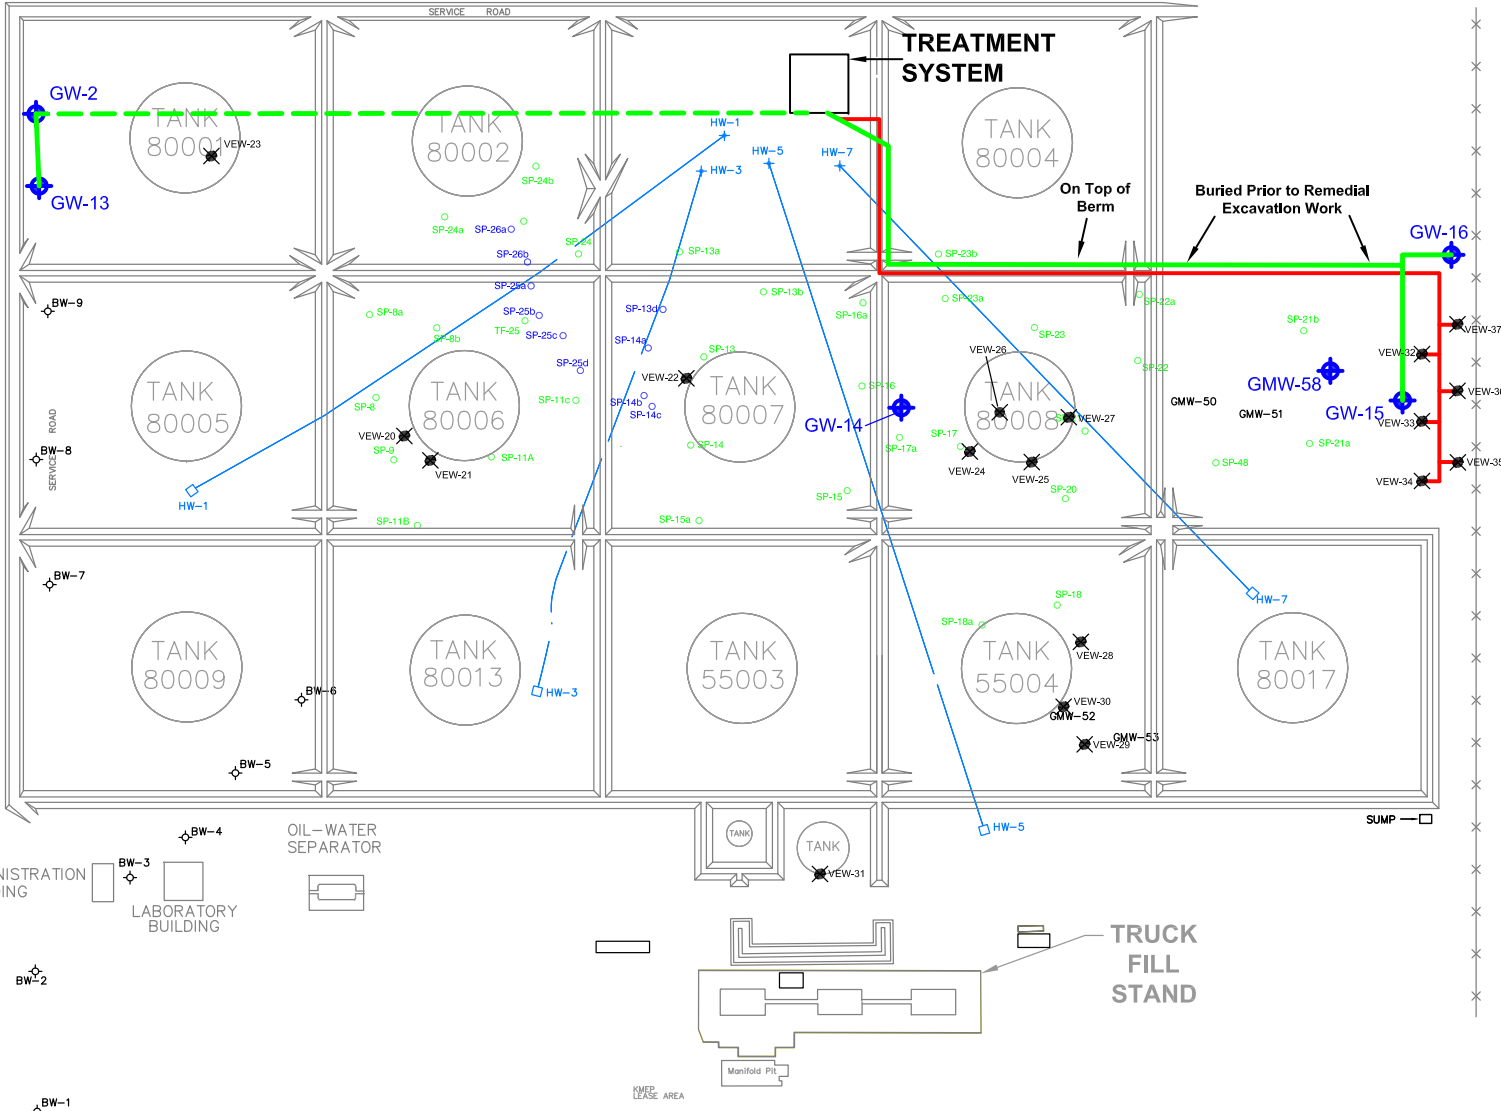 SERVICE ROAD
TREATMENT
SYSTEM
GW-2
TANK
80001
VEW-23
GW-13
TANK
80002
HW-1
HW-3
HW-5
HW-7
TANK
80004
SP-24b
SP-24a
SP-26a
SP-24
SP-26b
SP-13a
SP-23b
On Top of
Berm
Buried Prior to Remedial
Excavation Work
GW-16
BW-9
SP-8a
SP-8b
SP-25a
SP-25b
TF-25
SP-25c
SP-25d
SP-13d
SP-14a
SP-13b
SP-13
SP-16a
SP-23a
SP-23
SP-22a
SP-22
SP-21b
VEW-37
VEW-32
VEW-26
VEW-22
TANK
80005
TANK
80006
TANK
80007
TANK
80008
SP-8
SP-11c
SP-14b
SP-14c
SP-16
GW-14
VEW-27
GMW-50
GMW-51
GMW-58
GW-15
VEW-36
VEW-33
SERVICE ROAD
BW-8
VEW-20
SP-9
VEW-21
SP-11A
SP-14
SP-17a
SP-17
VEW-24
VEW-25
SP-48
SP-21a
VEW-35
VEW-34
HW-1
SP-11B
SP-15
SP-15a
SP-20
BW-7
HW-7
SP-18
SP-18a
TANK
80009
TANK
80013
TANK
55003
TANK
55004
TANK
80017
VEW-28
BW-6
HW-3
VEW-30
GMW-52
VEW-29
GMW-53
BW-5
BW-4
OIL-WATER
SEPARATOR
TANK
TANK
HW-5
SUMP
BW-3
NISTRATION
DING
LABORATORY
BUILDING
VEW-31
TRUCK
FILL
STAND
BW-2
Manifold Pit
KMEP
LEASE AREA
BW-1